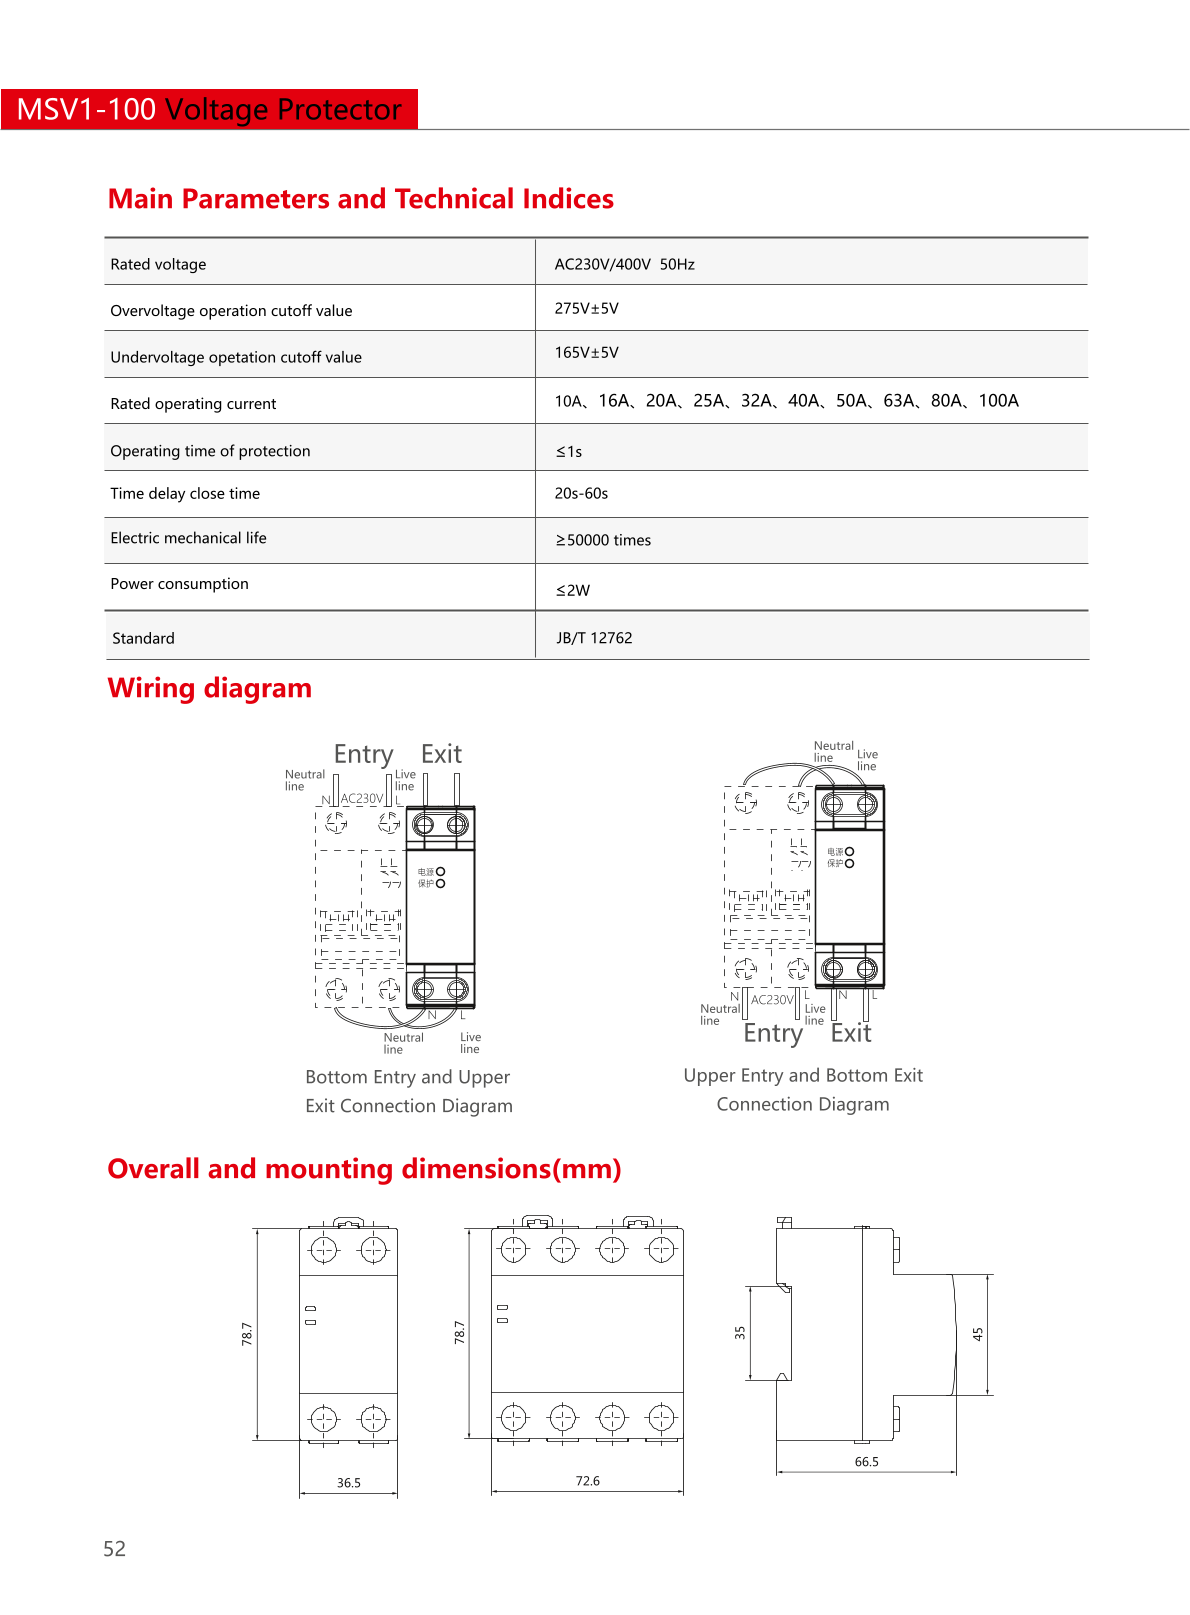 MSV1-100 Voltage Protector
Main Parameters and Technical Indices
Rated voltage AC230V/400V 50Hz
Overvoltage operation cutoff value 275V±5V
Undervoltage opetation cutoff value 165V±5V
Rated operating current 10A、16A、20A、25A、32A、40A、50A、63A、80A、100A
Operating time of protection ≤1s
Time delay close time 20s-60s
Electric mechanical life ≥50000 times
Power consumption ≤2W
Standard JB/T 12762
Wiring diagram
Entry Exit
Neutral
line
Live
line
N AC230V L
电源
保护
N L
Neutral
line
Live
line
Bottom Entry and Upper
Exit Connection Diagram
Neutral
line
Live
line
电源
保护
N AC230V L N L
Neutral
line
Live
line
Entry Exit
Upper Entry and Bottom Exit
Connection Diagram
Overall and mounting dimensions(mm)
78.7
36.5
78.7
72.6
35
45
66.5
52